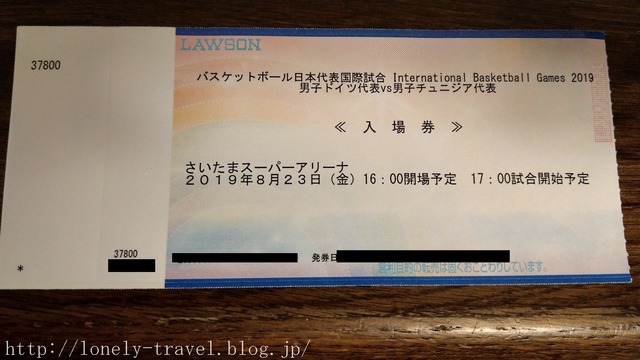 LAWSON
37800
バスケットボール日本代表国際試合 International Basketball Games 2019
男子ドイツ代表vs男子チュニジア代表
≪ 入 場 券 ≫
さいたまスーパーアリーナ
２０１９年８月２３日（金）１６：００開場予定 １７：００試合開始予定
37800
発券日
営利目的の転売は固くおことわりしています。
*
http://lonely-travel.blog.jp/